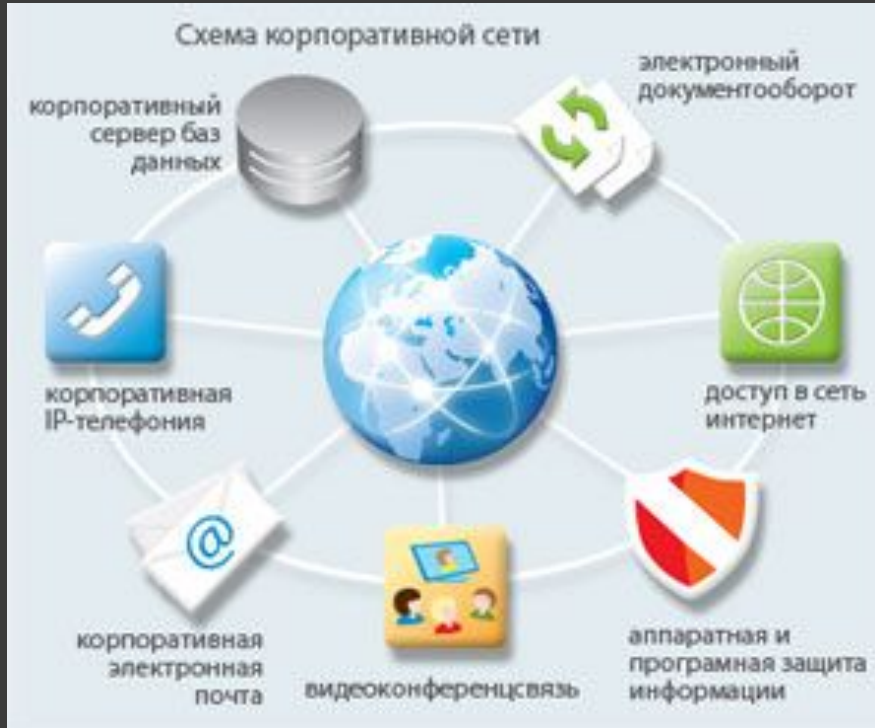 Схема корпоративной сети
корпоративный
сервер баз
данных
электронный
документооборот
корпоративная
IP-телефония
доступ в сеть
интернет
@
корпоративная
электронная
почта
видеоконференцсвязь
аппаратная и
програмная защита
информации